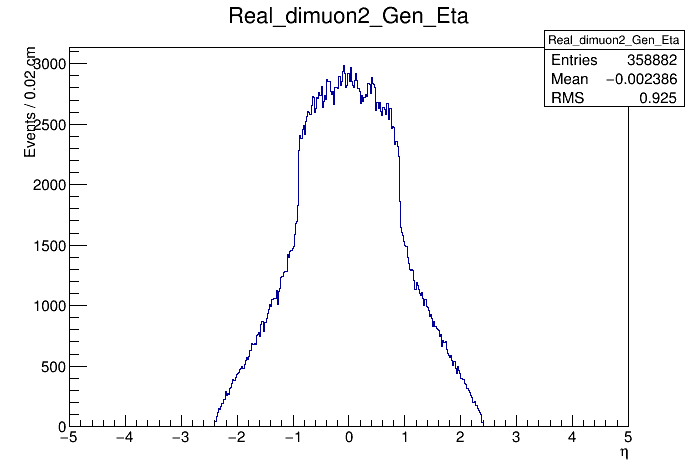 Real_dimuon2_Gen_Eta
Real_dimuon2_Gen_Eta
Entries 358882
Mean −0.002386
RMS 0.925
Events / 0.02 cm
3000
2500
2000
1500
1000
500
0
−5 −4 −3 −2 −1 0 1 2 3 4 5
η